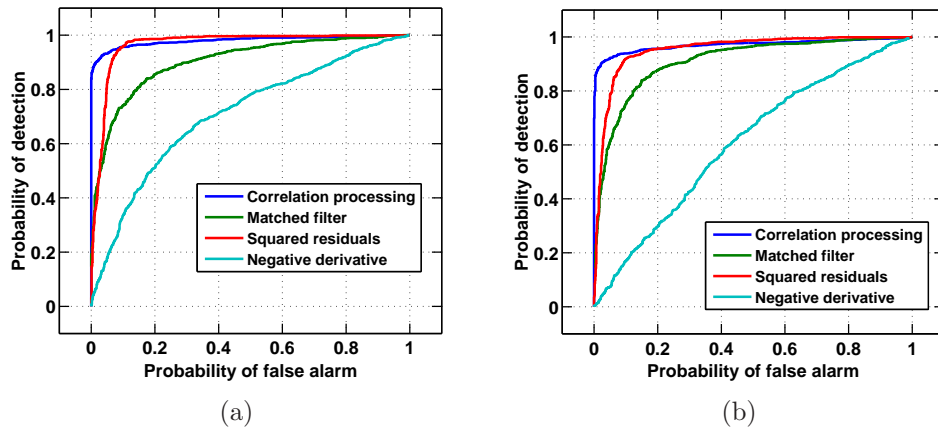 1
0.8
0.6
0.4
0.2
0
Probability of detection
Correlation processing
Matched filter
Squared residuals
Negative derivative
0 0.2 0.4 0.6 0.8 1
Probability of false alarm
(a)
1
0.8
0.6
0.4
0.2
0
Probability of detection
Correlation processing
Matched filter
Squared residuals
Negative derivative
0 0.2 0.4 0.6 0.8 1
Probability of false alarm
(b)